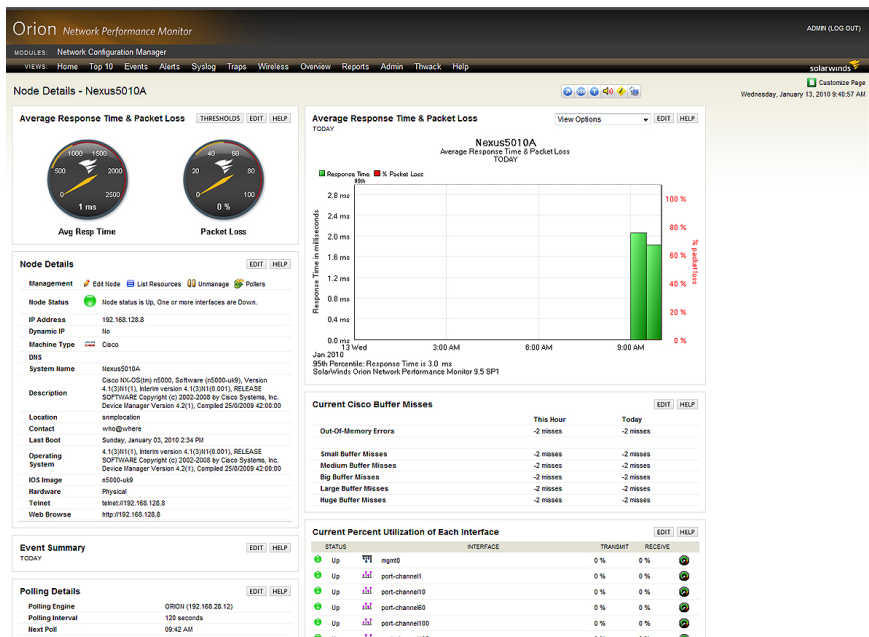 Orion Network Performance Monitor
ADMIN (LOG OUT)
MODULES: Network Configuration Manager
VIEWS: Home Top 10 Events Alerts Syslog Traps Wireless Overview Reports Admin Thwack Help
solarwinds
Customize Page
Node Details - Nexus5010A
Wednesday, January 13, 2010 9:40:57 AM
Average Response Time & Packet Loss THRESHOLDS EDIT HELP
0 500 1000 1500 2000 2500
1 ms
Avg Resp Time
0 20 40 60 80 100
0 %
Packet Loss
Node Details EDIT HELP
Management Edit Node List Resources Unmanage Pollers
Node Status Node status is Up, One or more interfaces are Down.
IP Address 192.168.128.8
Dynamic IP No
Machine Type Cisco
DNS
System Name Nexus5010A
Description Cisco NX-OS(tm) n5000, Software (n5000-uk9), Version
4.1(3)N1(1), Interim version 4.1(3)N1(0.001), RELEASE
SOFTWARE Copyright (c) 2002-2008 by Cisco Systems, Inc.
Device Manager Version 4.2(1), Compiled 25/0/2009 42:00:00
Location snmplocation
Contact who@where
Last Boot Sunday, January 03, 2010 2:34 PM
Operating System 4.1(3)N1(1), Interim version 4.1(3)N1(0.001), RELEASE
SOFTWARE Copyright (c) 2002-2008 by Cisco Systems, Inc.
Device Manager Version 4.2(1), Compiled 25/0/2009 42:00:00
IOS Image n5000-uk9
Hardware Physical
Telnet telnet://192.168.128.8
Web Browse http://192.168.128.8
Event Summary EDIT HELP
TODAY
Polling Details EDIT HELP
Polling Engine ORION (192.168.28.12)
Polling Interval 120 seconds
Next Poll 09:42 AM
Average Response Time & Packet Loss View Options EDIT HELP
TODAY
Nexus5010A
Average Response Time & Packet Loss
TODAY
Response Time % Packet Loss
95th
Response Time in milliseconds
2.8 ms
2.4 ms
2.0 ms
1.6 ms
1.2 ms
0.8 ms
0.4 ms
0.0 ms
100 %
80 %
60 %
40 %
20 %
0 %
% packet loss
13 Wed 3:00 AM 6:00 AM 9:00 AM
Jan 2010
95th Percentile: Response Time is 3.0 ms
SolarWinds Orion Network Performance Monitor 9.5 SP1
Current Cisco Buffer Misses EDIT HELP
This Hour Today
Out-Of-Memory Errors -2 misses -2 misses
Small Buffer Misses -2 misses -2 misses
Medium Buffer Misses -2 misses -2 misses
Big Buffer Misses -2 misses -2 misses
Large Buffer Misses -2 misses -2 misses
Huge Buffer Misses -2 misses -2 misses
Current Percent Utilization of Each Interface EDIT HELP
STATUS INTERFACE TRANSMIT RECEIVE
Up mgmt0 0 % 0 %
Up port-channel1 0 % 0 %
Up port-channel10 0 % 0 %
Up port-channel60 0 % 0 %
Up port-channel100 0 % 0 %